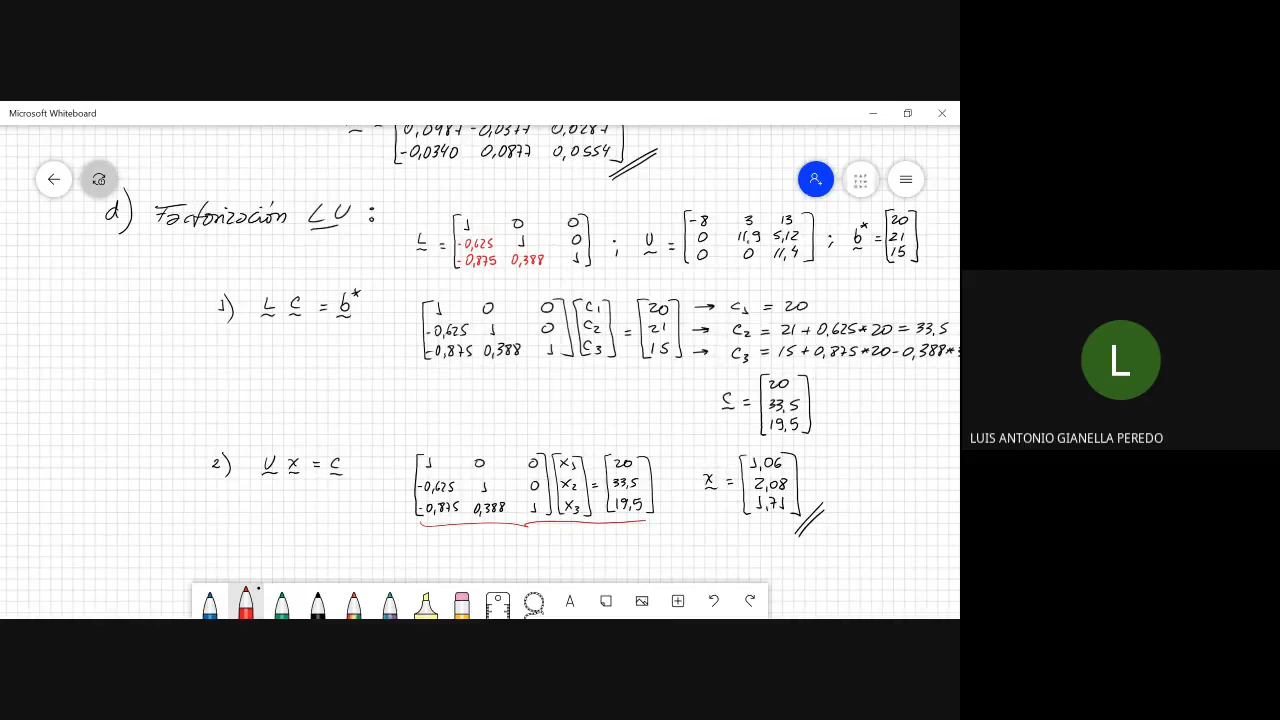 Microsoft Whiteboard
-0,0340 0,0877 0,0554
d) Factorización LU :
L = [1 0 0; -0,625 1 0; -0,875 0,388 1] ; U = [-8 3 13; 0 11,9 5,12; 0 0 11,4] ; b* = [20; 21; 15]
1) L C = b*
[1 0 0; -0,625 1 0; -0,875 0,388 1] [C1; C2; C3] = [20; 21; 15]
→ C1 = 20
→ C2 = 21 + 0,625*20 = 33,5
→ C3 = 15 + 0,875*20 - 0,388*3
C = [20; 33,5; 19,5]
2) U X = C
[1 0 0; -0,625 1 0; -0,875 0,388 1] [X1; X2; X3] = [20; 33,5; 19,5]
X = [1,06; 2,08; 1,71]
L
LUIS ANTONIO GIANELLA PEREDO